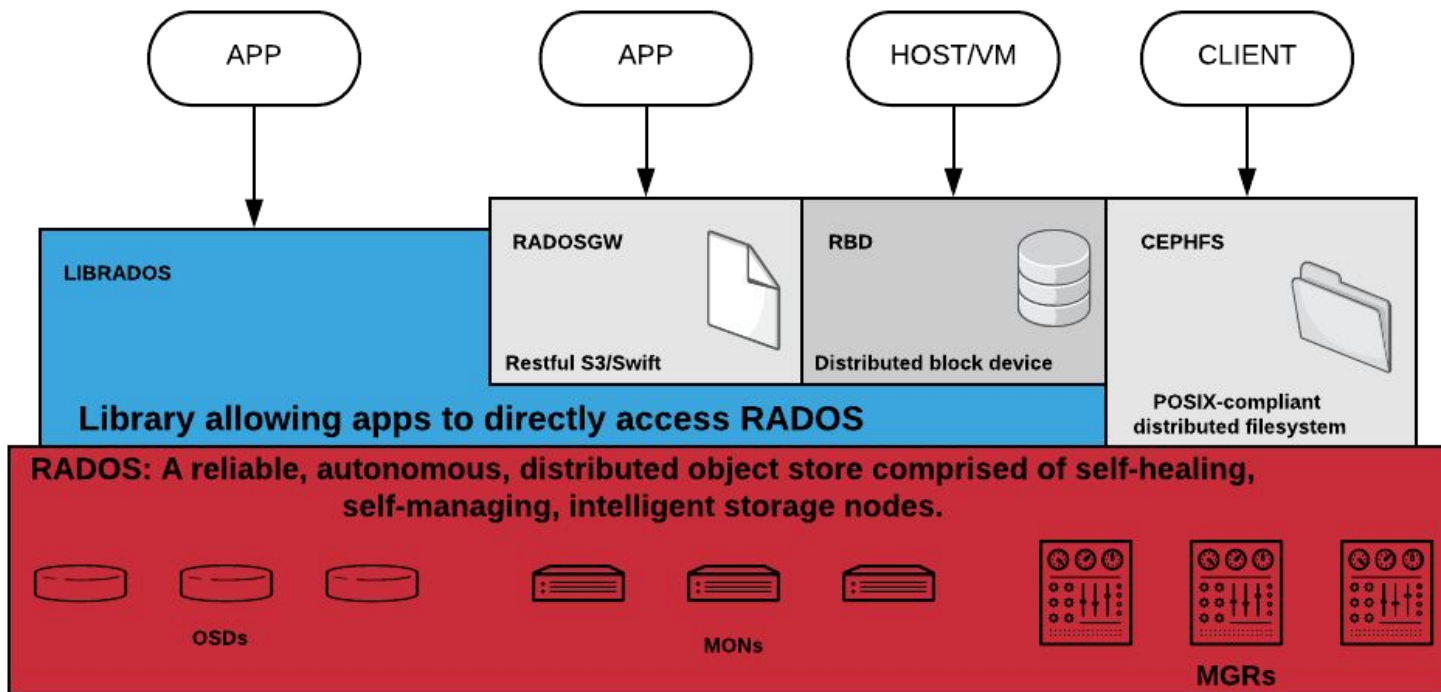 APP
APP
HOST/VM
CLIENT
LIBRADOS
RADOSGW
RBD
CEPHFS
Restful S3/Swift
Distributed block device
POSIX-compliant
distributed filesystem
Library allowing apps to directly access RADOS
RADOS: A reliable, autonomous, distributed object store comprised of self-healing,
self-managing, intelligent storage nodes.
OSDs
MONs
MGRs